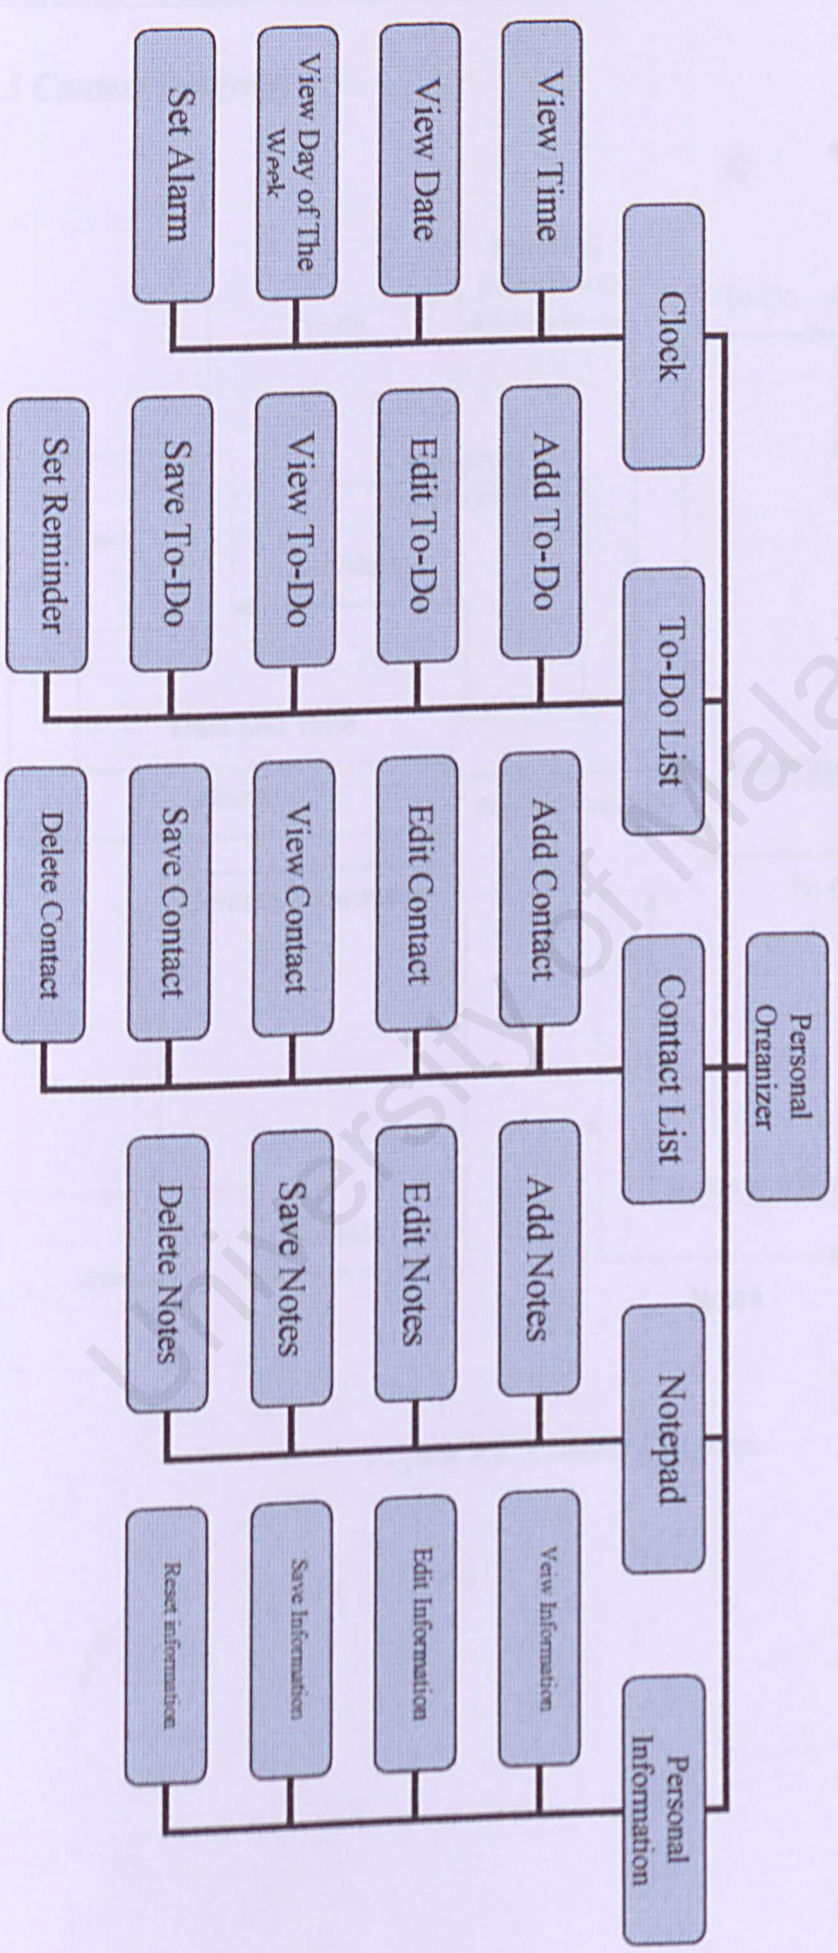 Personal
Organizer
Clock
To-Do List
Contact List
Notepad
Personal
Information
View Time
View Date
View Day of The
Week
Set Alarm
Add To-Do
Edit To-Do
View To-Do
Save To-Do
Set Reminder
Add Contact
Edit Contact
View Contact
Save Contact
Delete Contact
Add Notes
Edit Notes
Save Notes
Delete Notes
Veiw Information
Edit Information
Save Information
Reset information
University of Mala